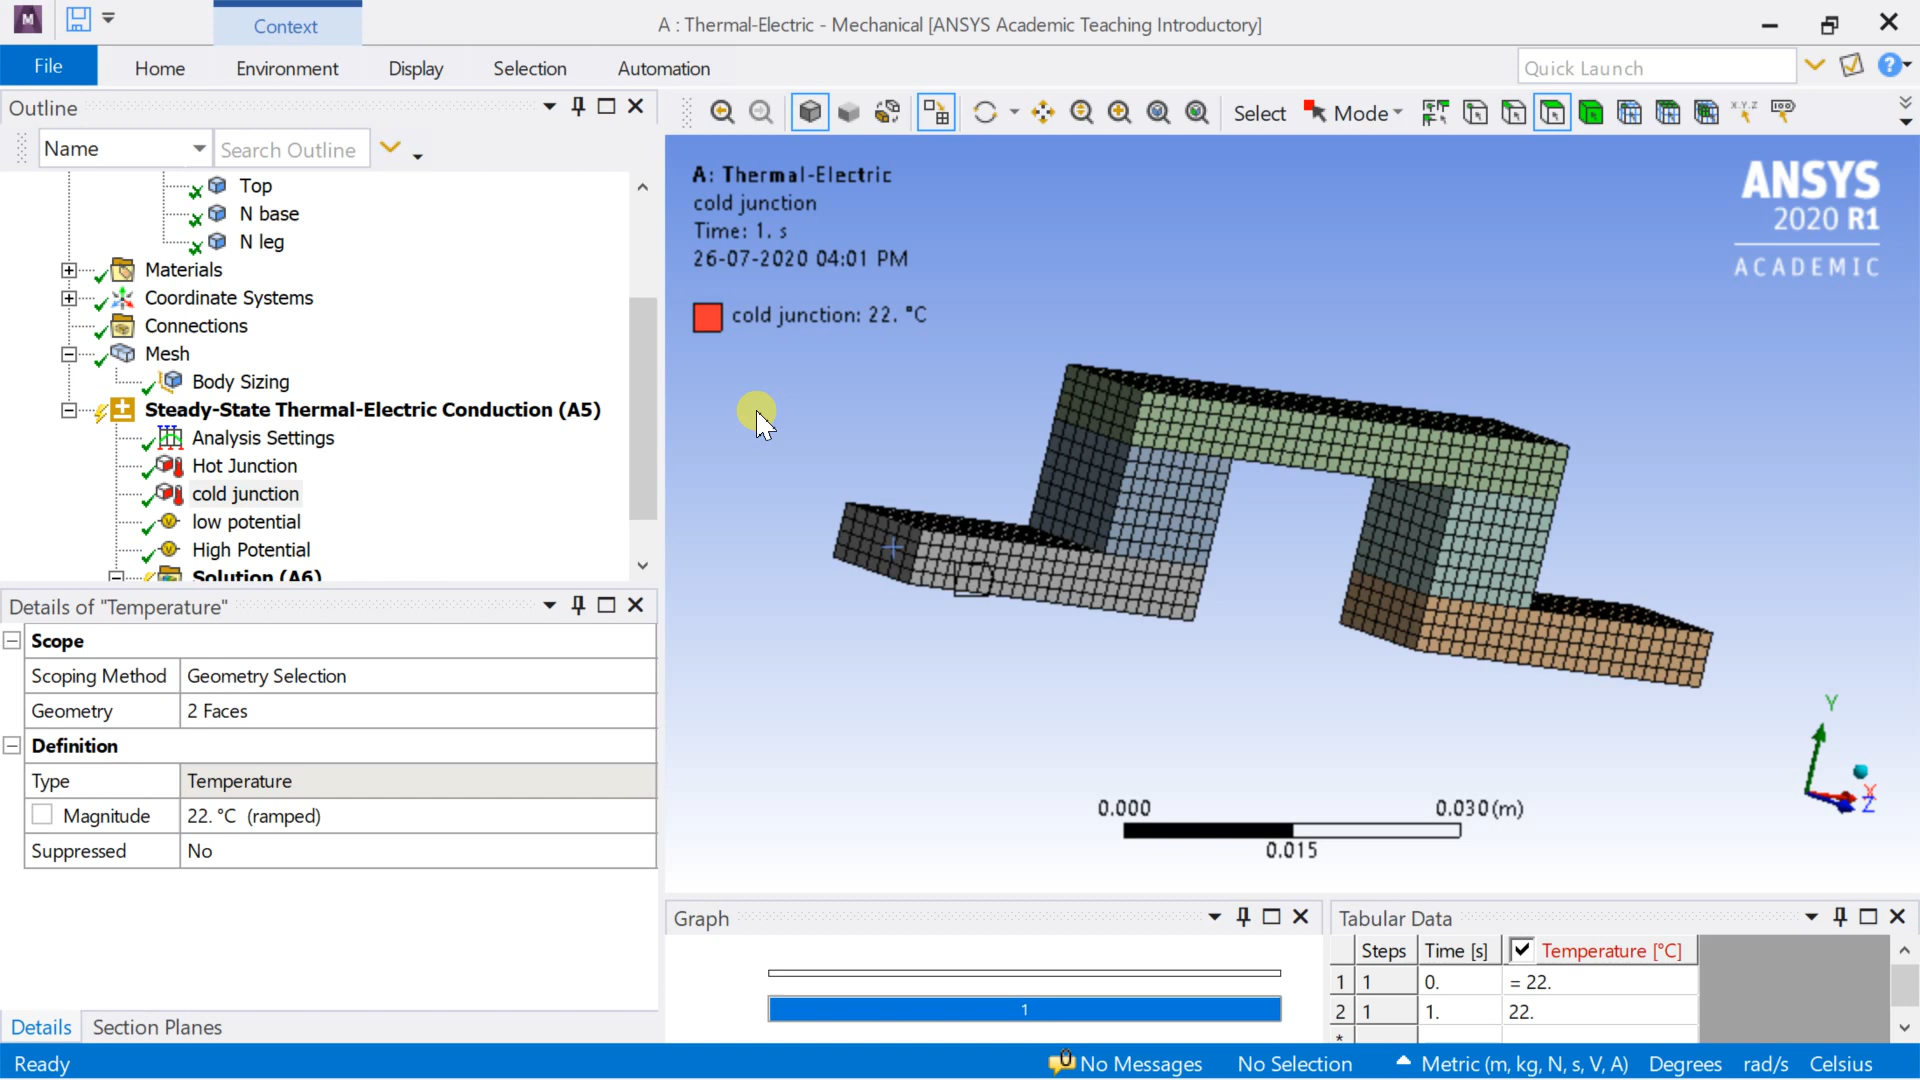 M
Context
A : Thermal-Electric - Mechanical [ANSYS Academic Teaching Introductory]
File
Home
Environment
Display
Selection
Automation
Quick Launch
Outline
Name
Search Outline
Select
Mode
Top
N base
N leg
Materials
Coordinate Systems
Connections
Mesh
Body Sizing
Steady-State Thermal-Electric Conduction (A5)
Analysis Settings
Hot Junction
cold junction
low potential
High Potential
Solution (A6)
A: Thermal-Electric
cold junction
Time: 1. s
26-07-2020 04:01 PM
cold junction: 22. °C
ANSYS
2020 R1
ACADEMIC
Details of "Temperature"
Scope
Scoping Method Geometry Selection
Geometry 2 Faces
Definition
Type Temperature
Magnitude 22. °C (ramped)
Suppressed No
Y
X
Z
0.000 0.030 (m)
0.015
Graph
1
Tabular Data
Steps Time [s] Temperature [°C]
1 1 0. = 22.
2 1 1. 22.
*
Details Section Planes
Ready
No Messages
No Selection
Metric (m, kg, N, s, V, A) Degrees rad/s Celsius